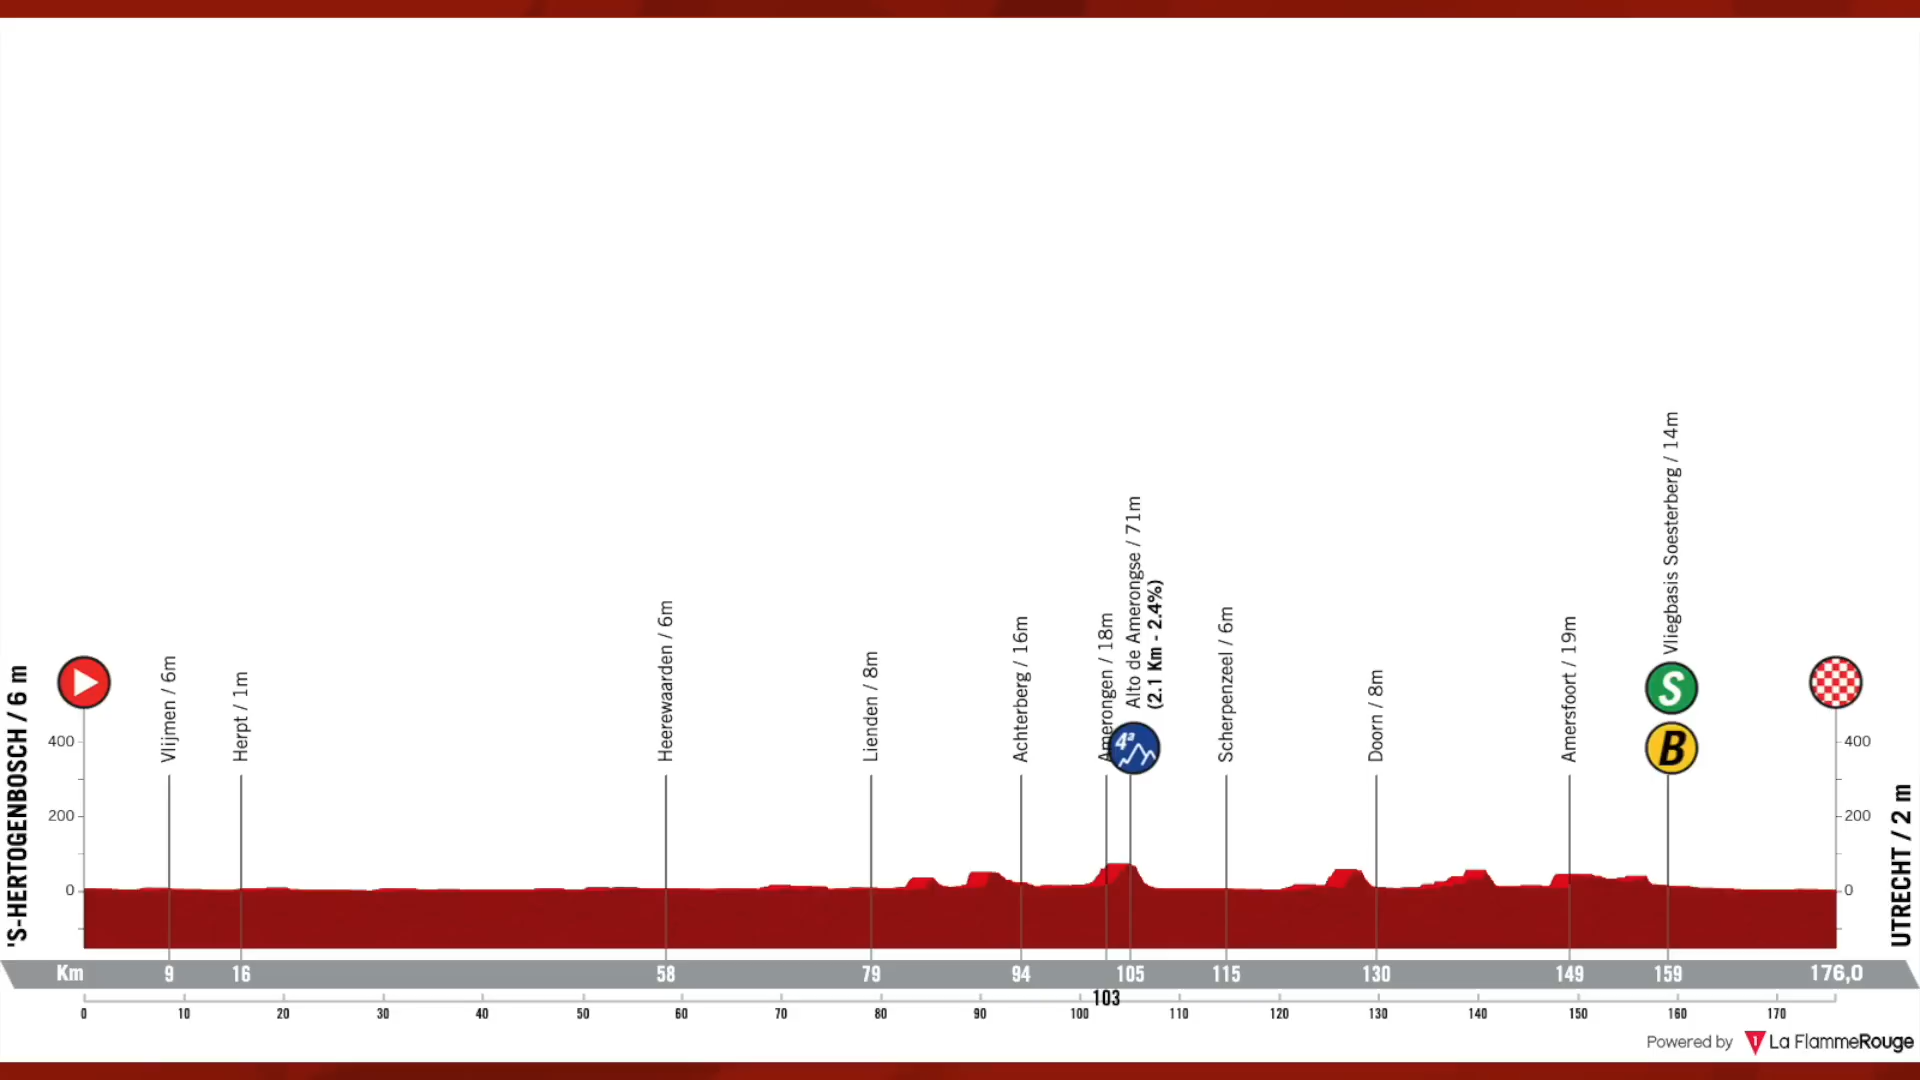 'S-HERTOGENBOSCH / 6 m
Vlijmen / 6m
Herpt / 1m
Heerewaarden / 6m
Lienden / 8m
Achterberg / 16m
Amerongen / 18m
Alto de Amerongse / 71m
(2.1 Km - 2.4%)
4ª
Scherpenzeel / 6m
Doorn / 8m
Amersfoort / 19m
Vliegbasis Soesterberg / 14m
S
B
UTRECHT / 2 m
400
200
0
400
200
0
Km 9 16 58 79 94 105 115 130 149 159 176,0
103
0 10 20 30 40 50 60 70 80 90 100 110 120 130 140 150 160 170
Powered by 1 La FlammeRouge